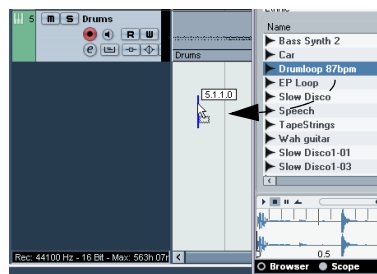 5 m S Drums
R W
e
Drums
5.1.1.0
Name
Bass Synth 2
Car
Drumloop 87bpm
EP Loop
Slow Disco
Speech
TapeStrings
Wah guitar
Slow Disco1-01
Slow Disco1-03
0.5
Browser Scope
Rec: 44100 Hz - 16 Bit - Max: 563h 07r